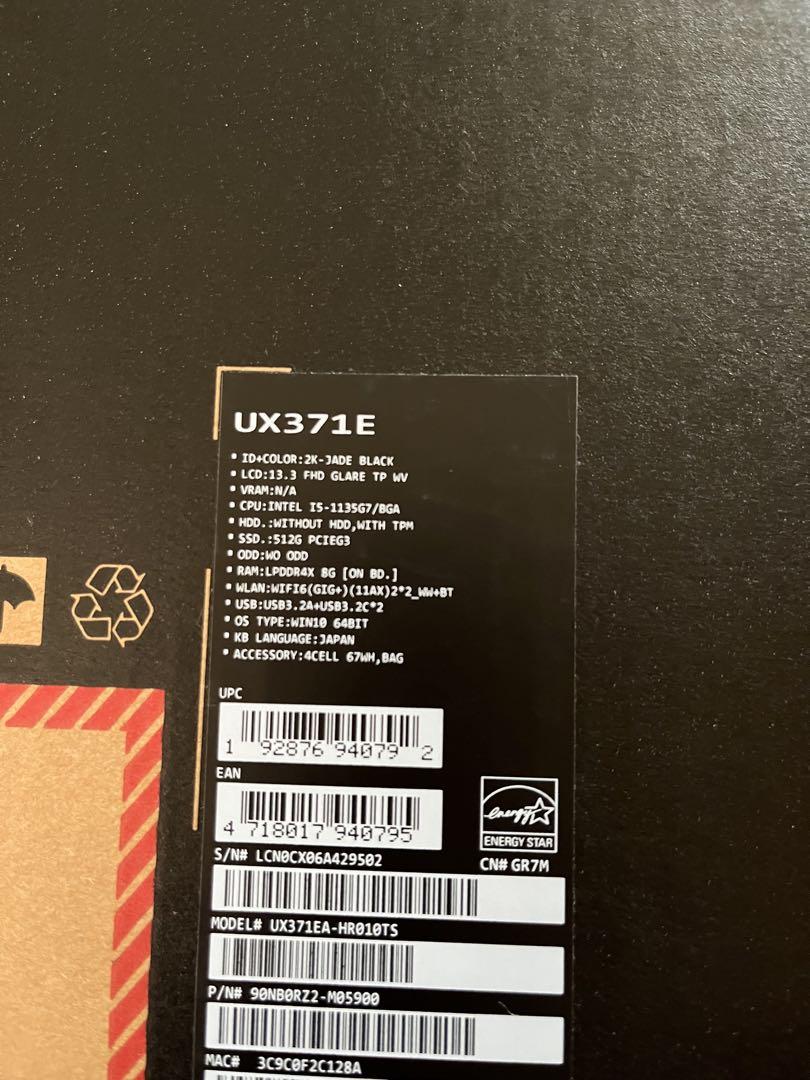 UX371E
• ID+COLOR:2K-JADE BLACK
• LCD:13.3 FHD GLARE TP WV
• VRAM:N/A
• CPU:INTEL I5-1135G7/BGA
• HDD.:WITHOUT HDD,WITH TPM
• SSD.:512G PCIEG3
• ODD:WO ODD
• RAM:LPDDR4X 8G [ON BD.]
• WLAN:WIFI6(GIG+)(11AX)2*2_WW+BT
• USB:USB3.2A+USB3.2C*2
• OS TYPE:WIN10 64BIT
• KB LANGUAGE:JAPAN
• ACCESSORY:4CELL 67WH,BAG
UPC
1 92876 94079 2
EAN
4 718017 940795
energy
ENERGY STAR
S/N# LCN0CX06A429502
CN# GR7M
MODEL# UX371EA-HR010TS
P/N# 90NB0RZ2-M05900
MAC# 3C9C0F2C128A